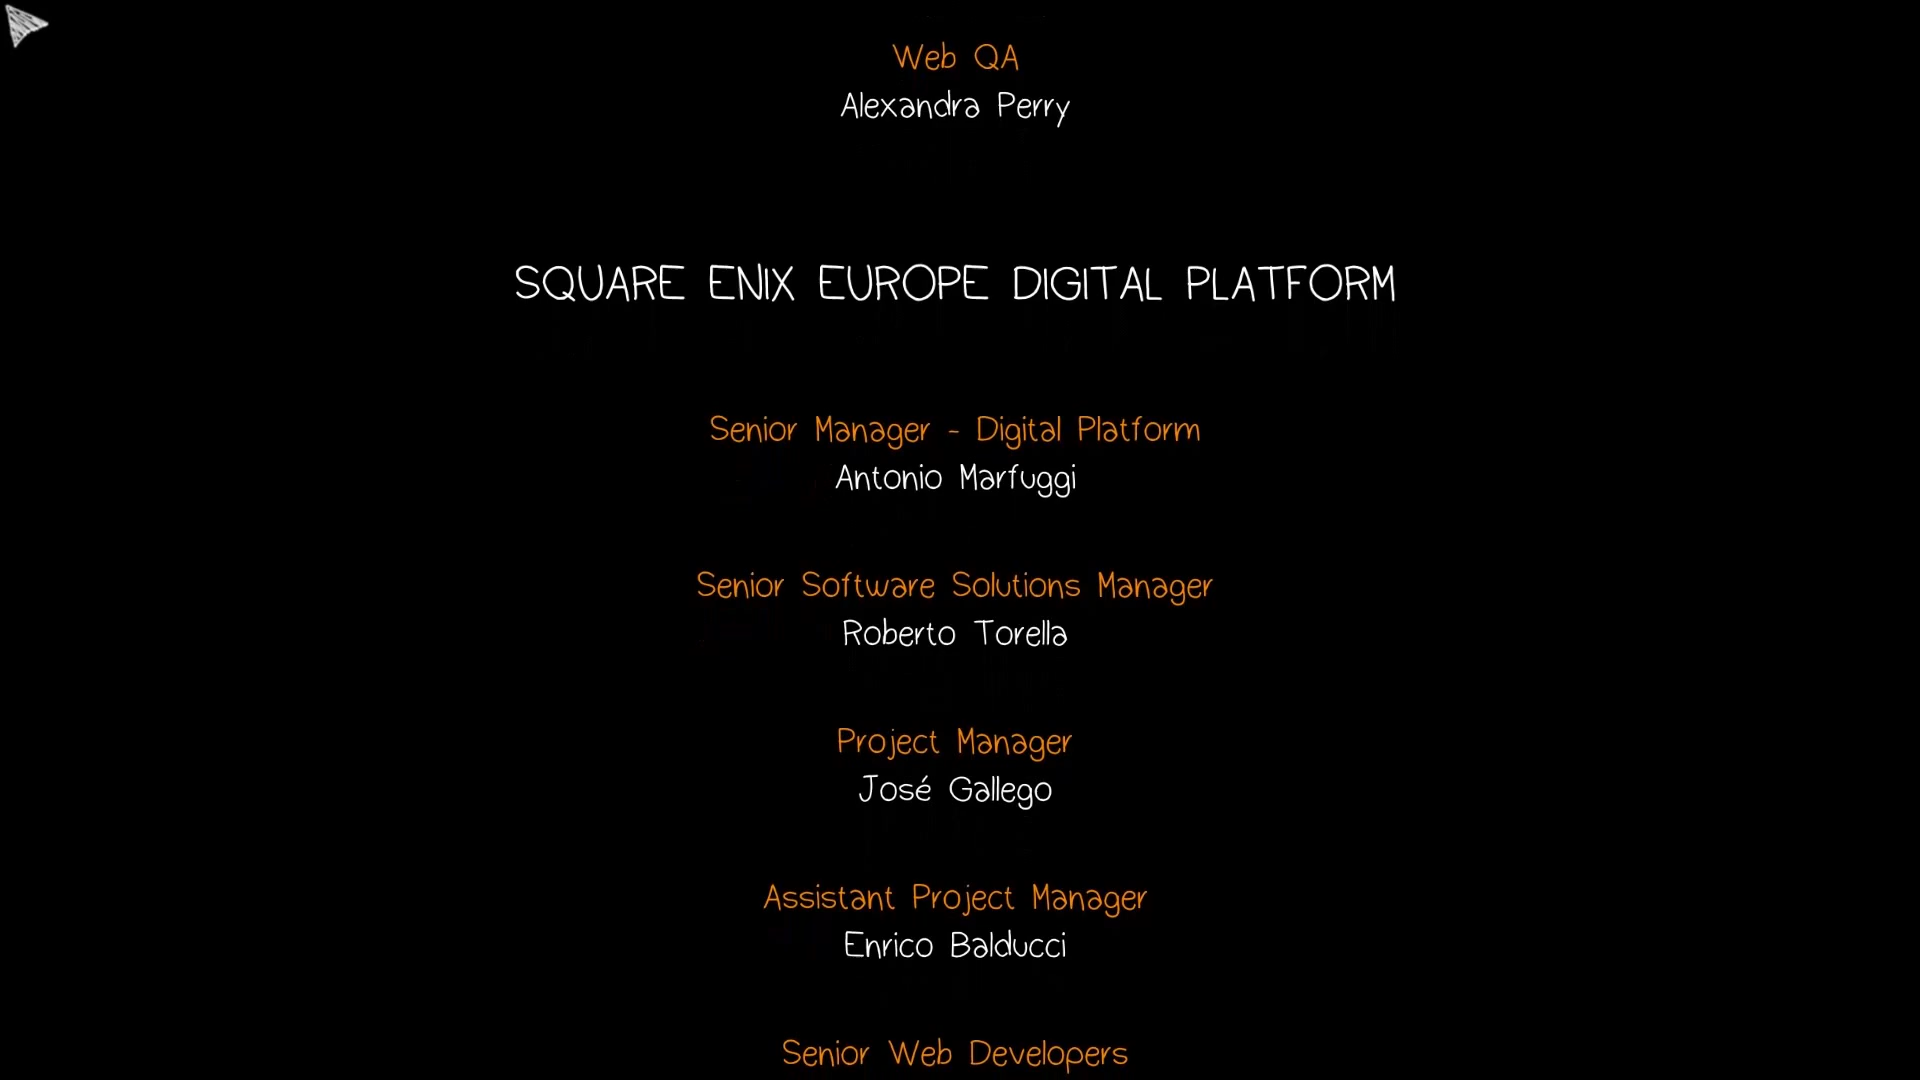 Web QA
Alexandra Perry
SQUARE ENIX EUROPE DIGITAL PLATFORM
Senior Manager - Digital Platform
Antonio Marfuggi
Senior Software Solutions Manager
Roberto Torella
Project Manager
José Gallego
Assistant Project Manager
Enrico Balducci
Senior Web Developers